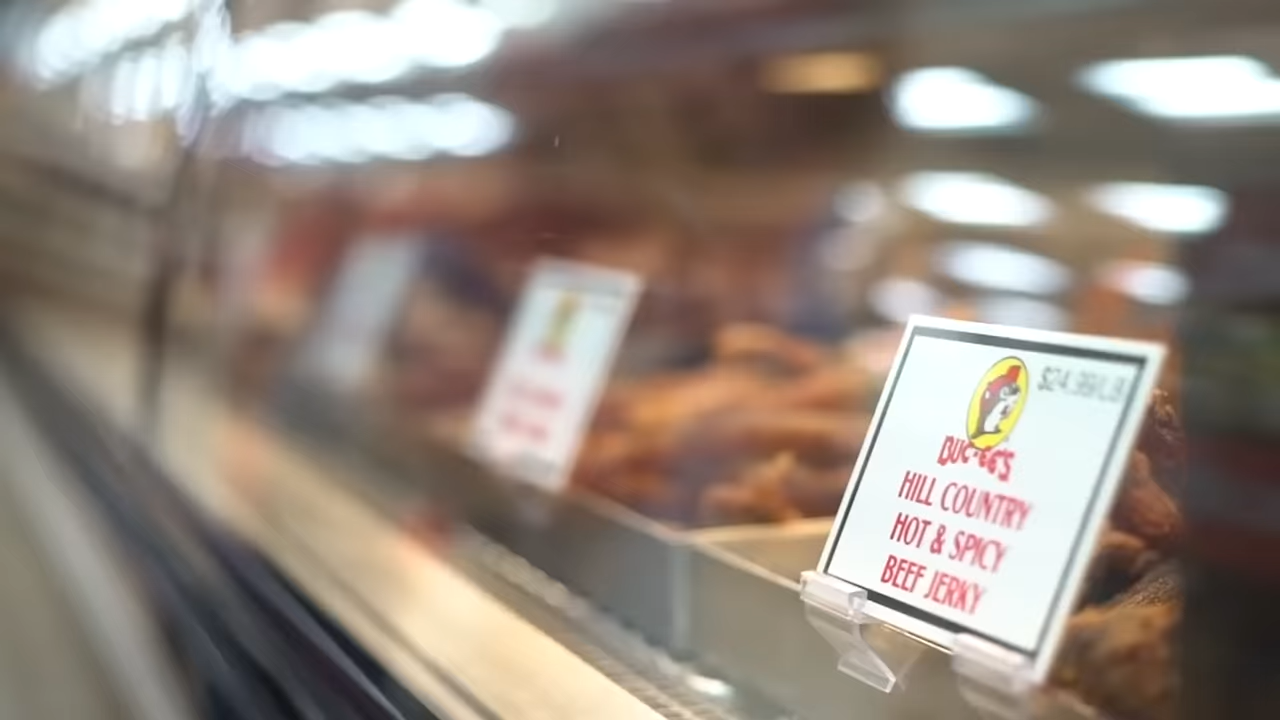 $24.99/LB
BUC-EE'S
HILL COUNTRY
HOT & SPICY
BEEF JERKY